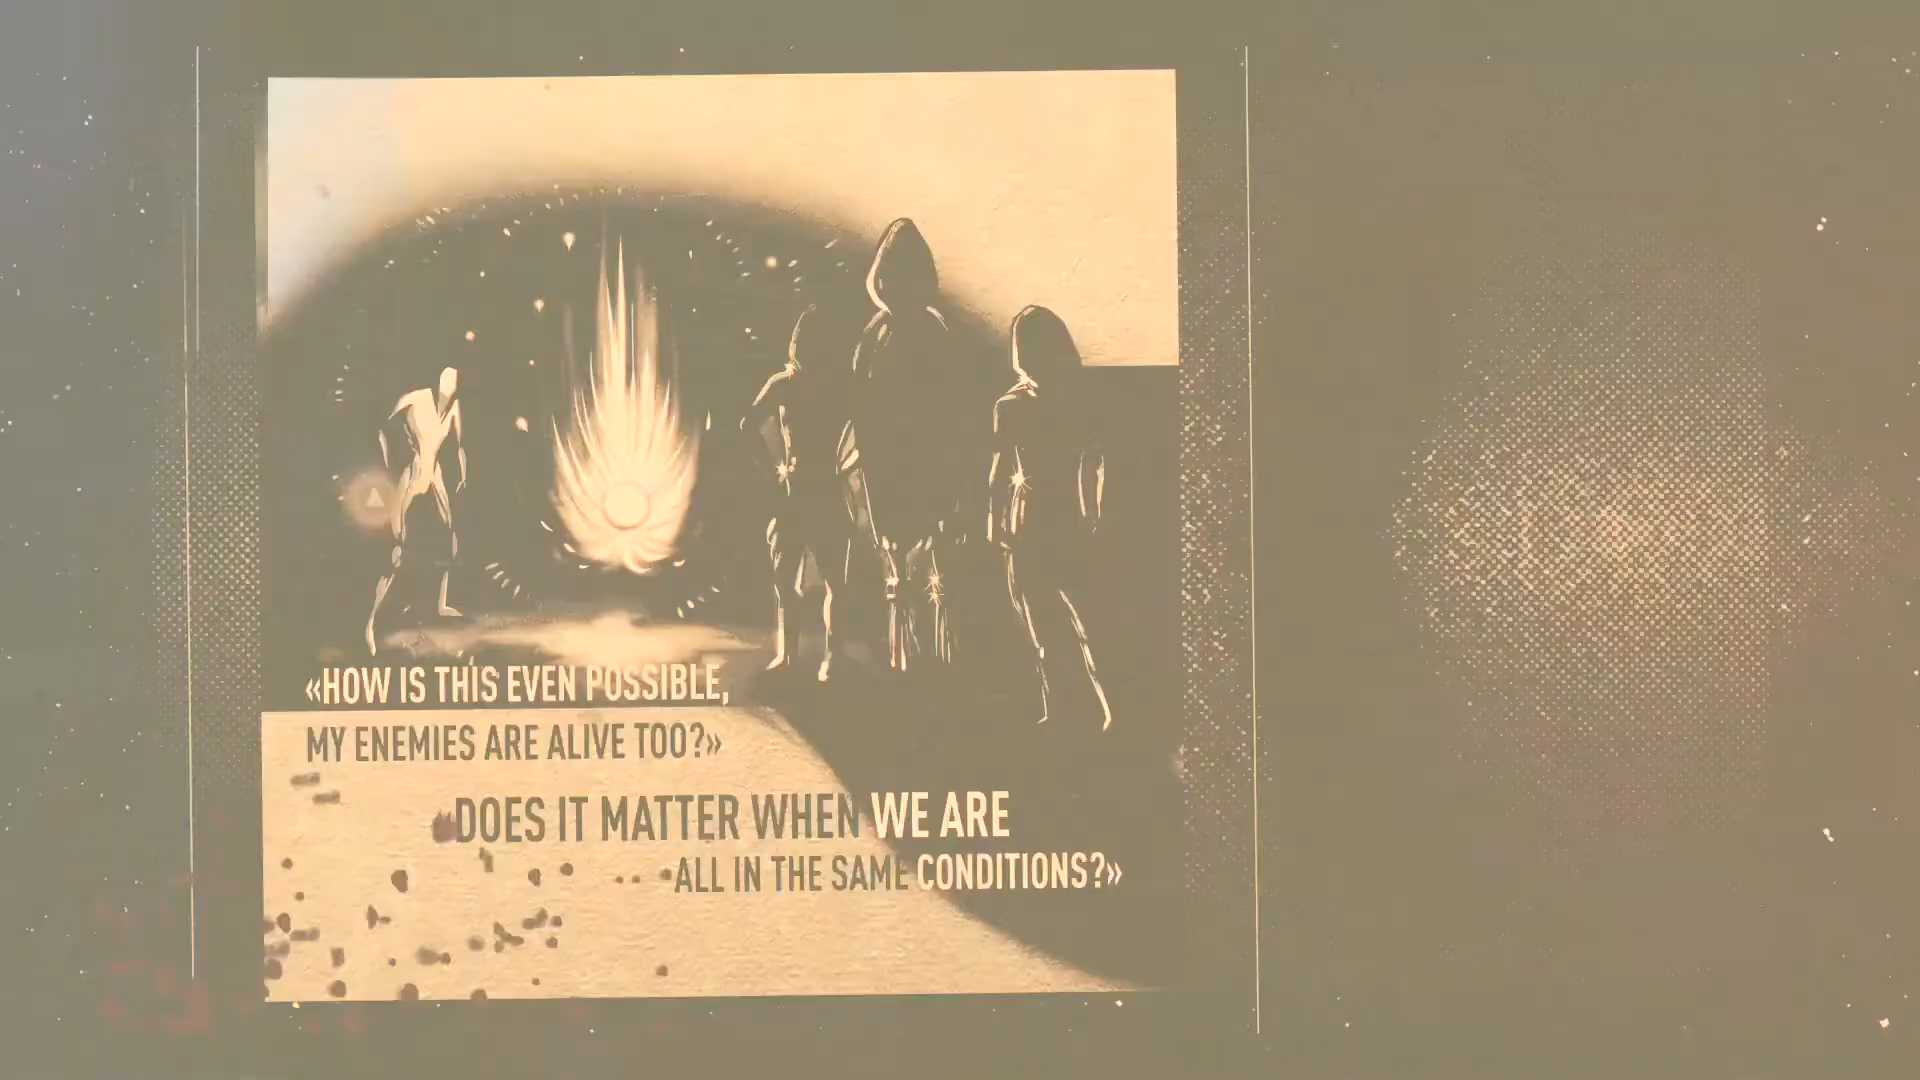 «HOW IS THIS EVEN POSSIBLE,
MY ENEMIES ARE ALIVE TOO?»
«DOES IT MATTER WHEN WE ARE
ALL IN THE SAME CONDITIONS?»